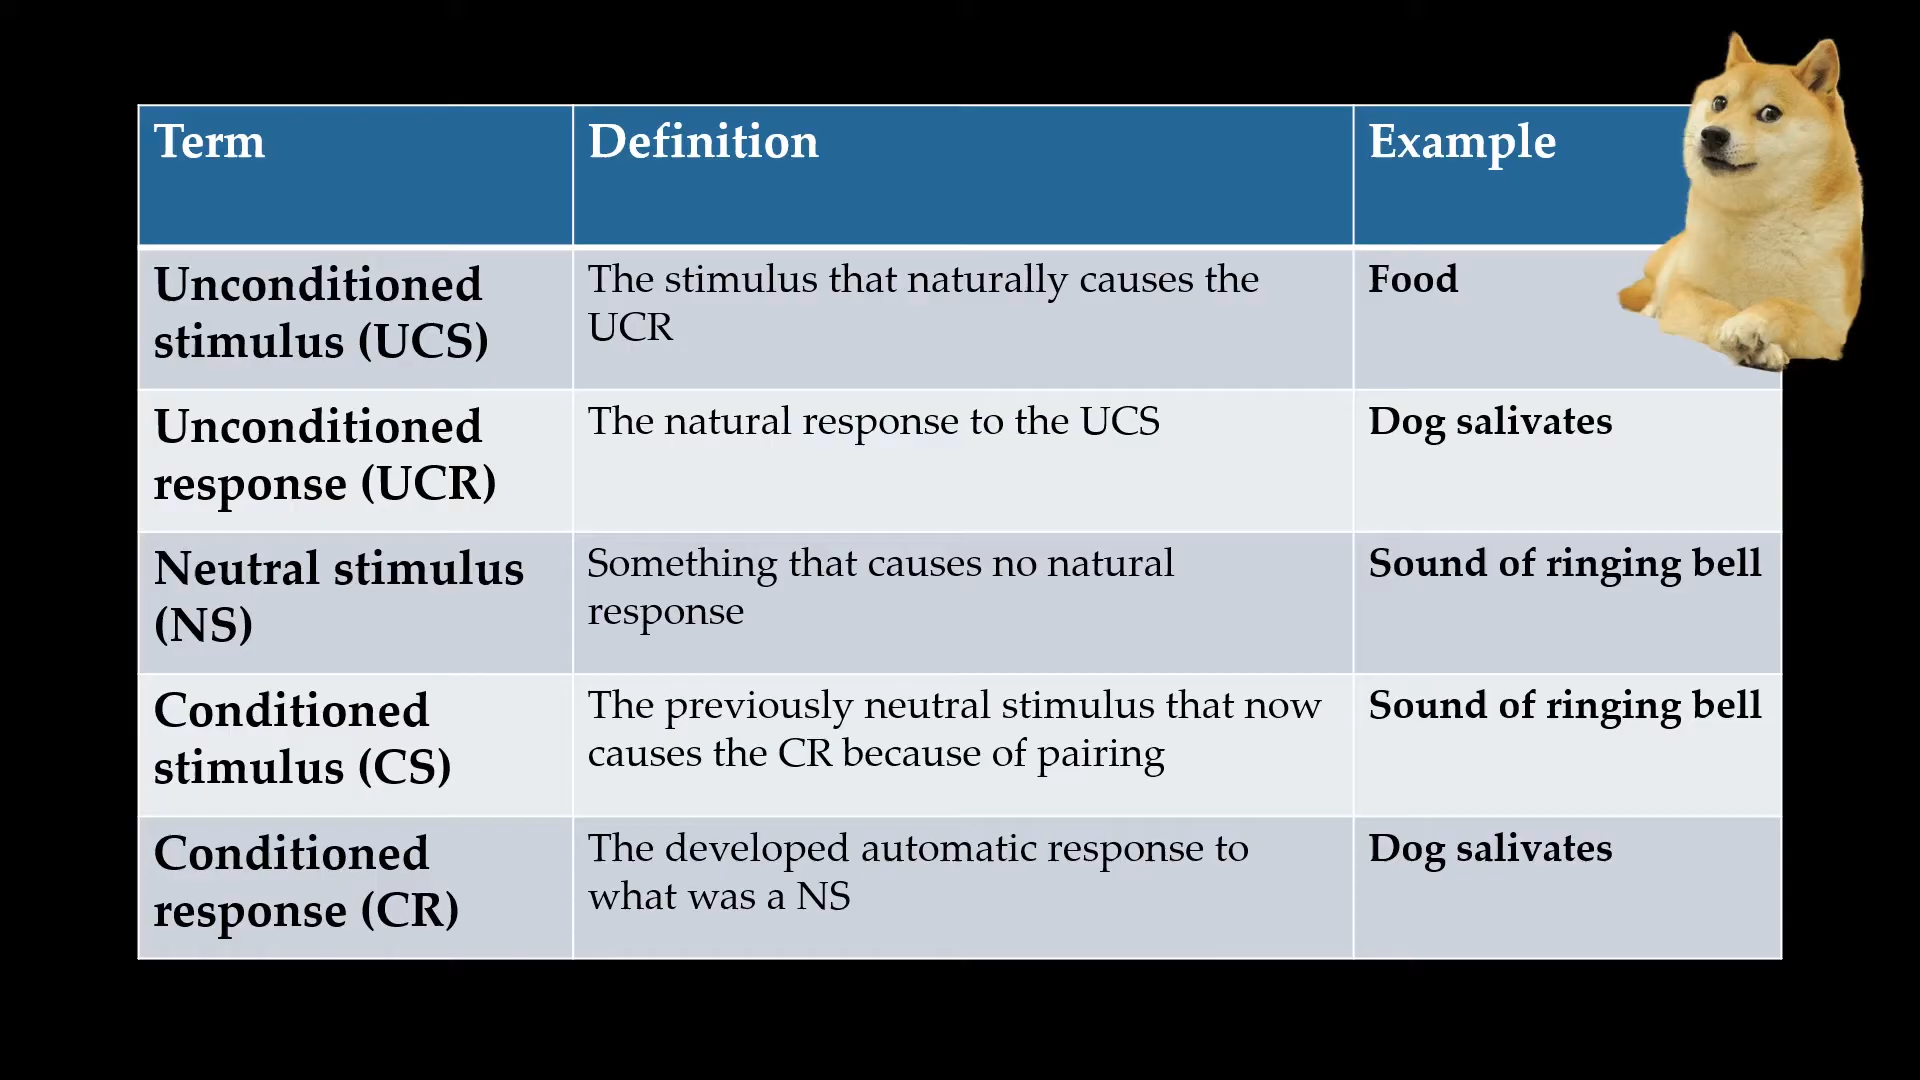 Term
Definition
Example
Unconditioned
stimulus (UCS)
The stimulus that naturally causes the
UCR
Food
Unconditioned
response (UCR)
The natural response to the UCS
Dog salivates
Neutral stimulus
(NS)
Something that causes no natural
response
Sound of ringing bell
Conditioned
stimulus (CS)
The previously neutral stimulus that now
causes the CR because of pairing
Sound of ringing bell
Conditioned
response (CR)
The developed automatic response to
what was a NS
Dog salivates